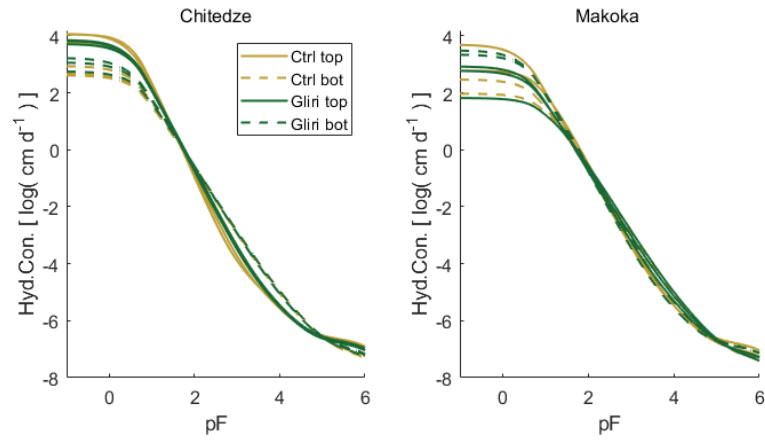 Chitedze
Hyd.Con. [ log( cm d⁻¹ ) ]
4
2
0
-2
-4
-6
-8
Ctrl top
Ctrl bot
Gliri top
Gliri bot
0
2
4
6
pF
Makoka
Hyd.Con. [ log( cm d⁻¹ ) ]
4
2
0
-2
-4
-6
-8
0
2
4
6
pF